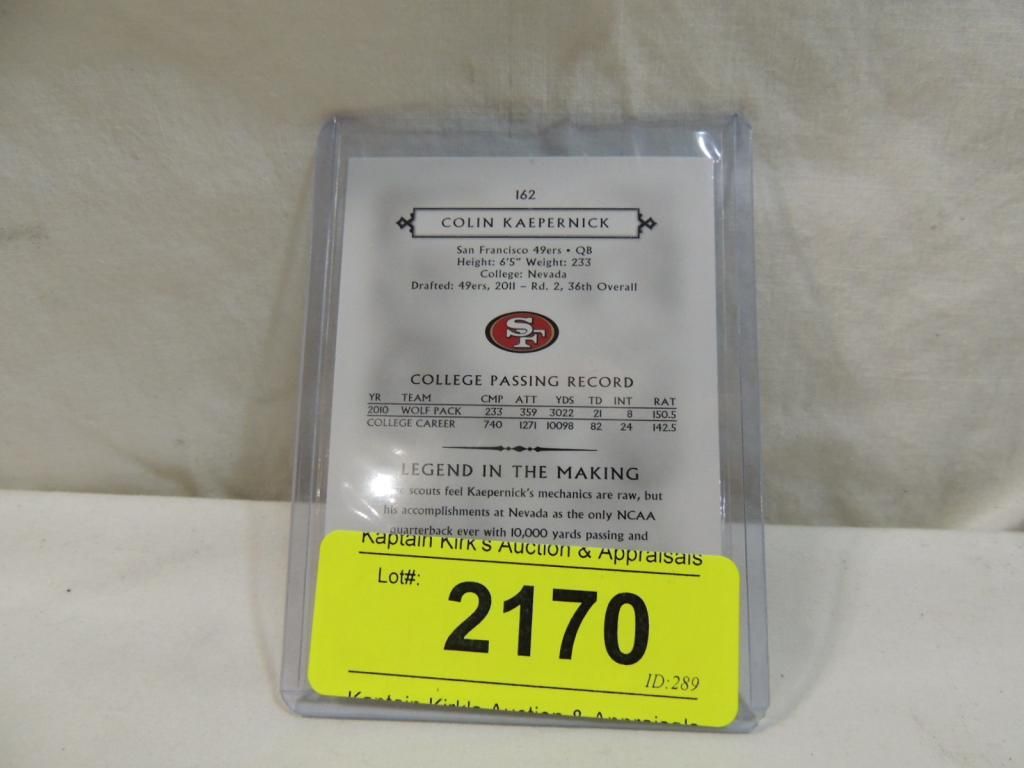 162
COLIN KAEPERNICK
San Francisco 49ers • QB
Height: 6'5" Weight: 233
College: Nevada
Drafted: 49ers, 2011 – Rd. 2, 36th Overall
SF
COLLEGE PASSING RECORD
YR TEAM CMP ATT YDS TD INT RAT
2010 WOLF PACK 233 359 3022 21 8 150.5
COLLEGE CAREER 740 1271 10098 82 24 142.5
LEGEND IN THE MAKING
scouts feel Kaepernick's mechanics are raw, but
his accomplishments at Nevada as the only NCAA
quarterback ever with 10,000 yards passing and
Kaptain Kirk's Auction & Appraisals
Lot#:
2170
ID:289
Kaptain Kirk's Auction & Appraisals